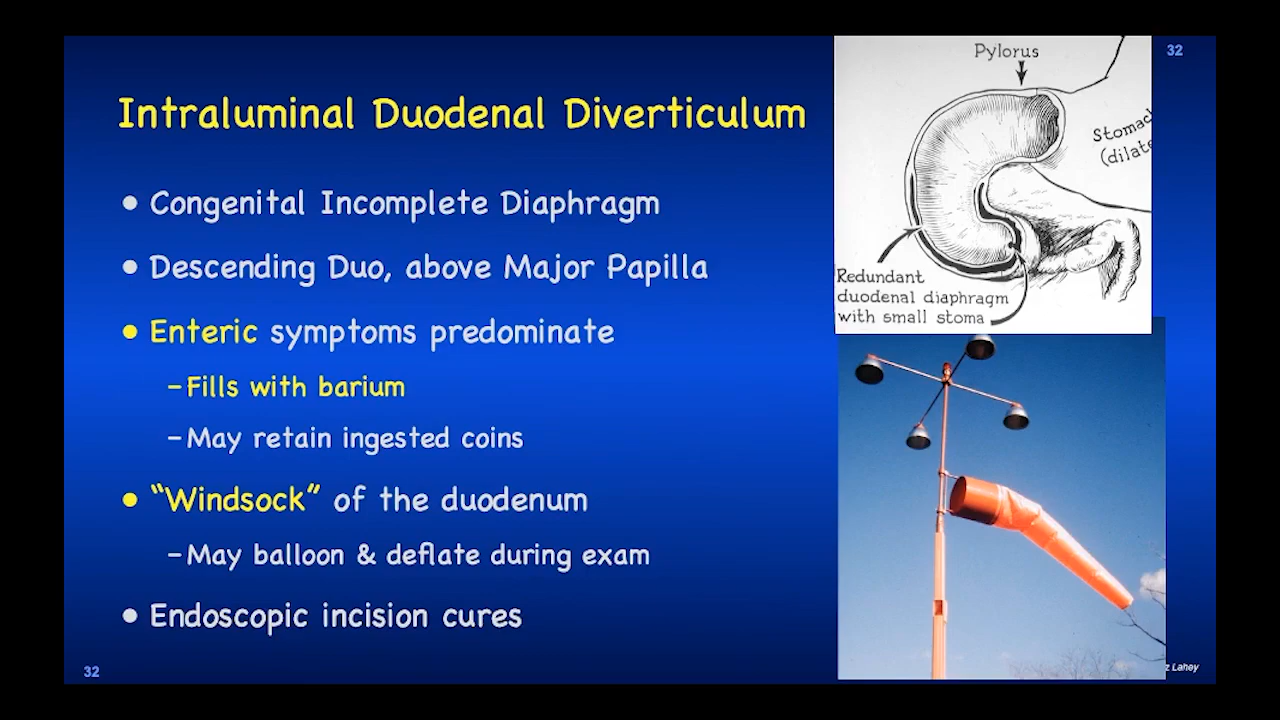 32
Intraluminal Duodenal Diverticulum
• Congenital Incomplete Diaphragm
• Descending Duo, above Major Papilla
• Enteric symptoms predominate
–Fills with barium
–May retain ingested coins
• “Windsock” of the duodenum
–May balloon & deflate during exam
• Endoscopic incision cures
Pylorus
Redundant
duodenal diaphragm
with small stoma
32
Lahey